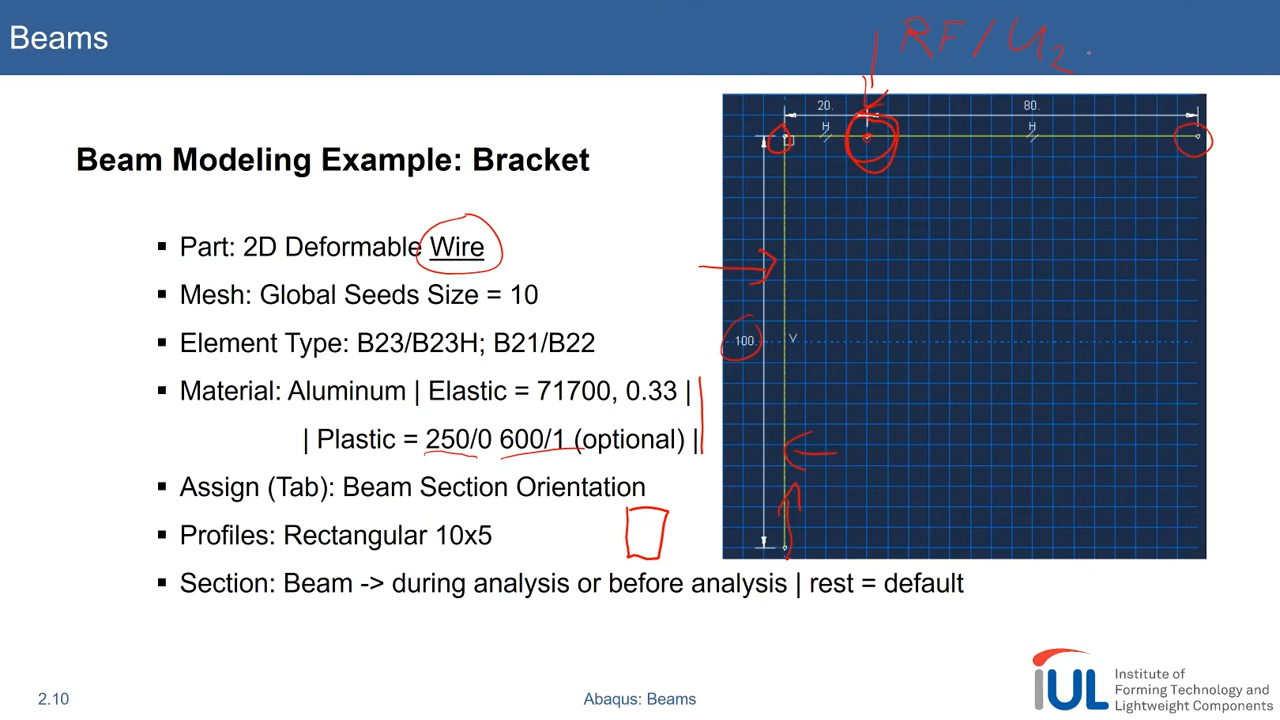 Beams
RF/U2
20.
80.
H
H
Beam Modeling Example: Bracket
▪ Part: 2D Deformable Wire
▪ Mesh: Global Seeds Size = 10
▪ Element Type: B23/B23H; B21/B22
100.
V
▪ Material: Aluminum | Elastic = 71700, 0.33 |
| Plastic = 250/0 600/1 (optional) |
▪ Assign (Tab): Beam Section Orientation
▪ Profiles: Rectangular 10x5
▪ Section: Beam -> during analysis or before analysis | rest = default
IUL
Institute of
Forming Technology and
Lightweight Components
2.10
Abaqus: Beams